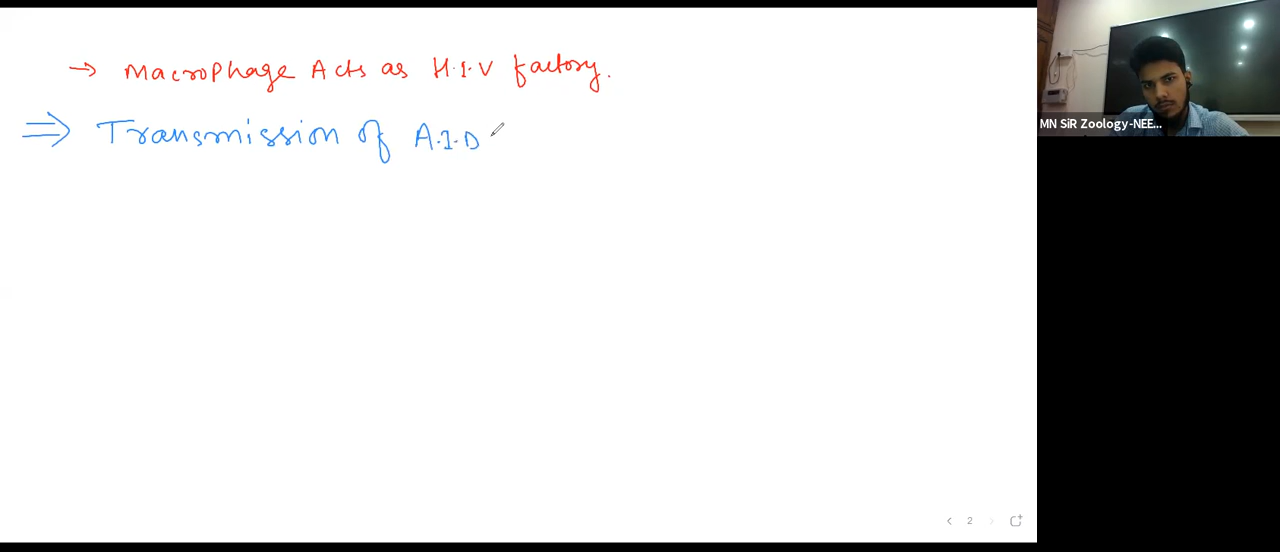 → Macrophage Acts as H.I.V factory.
⇒ Transmission of A.I.D
MN SiR Zoology-NEE...
2